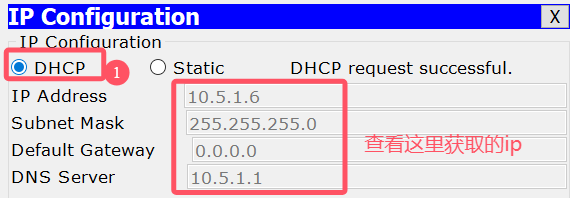 IP Configuration X
IP Configuration
DHCP 1 Static DHCP request successful.
IP Address 10.5.1.6
Subnet Mask 255.255.255.0
Default Gateway 0.0.0.0 查看这里获取的ip
DNS Server 10.5.1.1